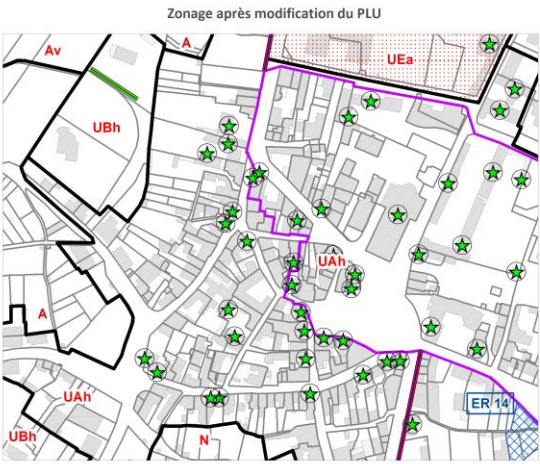 Zonage après modification du PLU
Av
A
UEa
UBh
UAh
A
UAh
ER 14
UBh
N